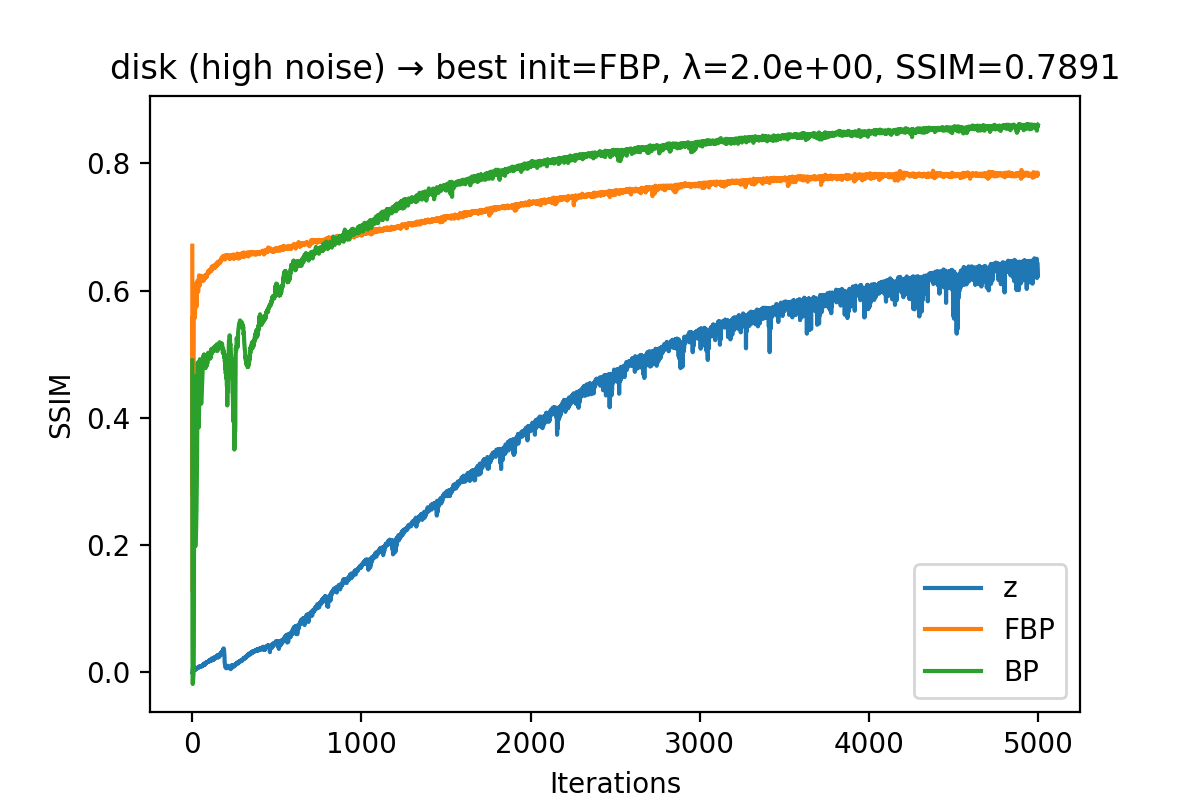 disk (high noise) → best init=FBP, λ=2.0e+00, SSIM=0.7891
0.8
0.6
0.4
0.2
0.0
SSIM
0 1000 2000 3000 4000 5000
Iterations
z
FBP
BP